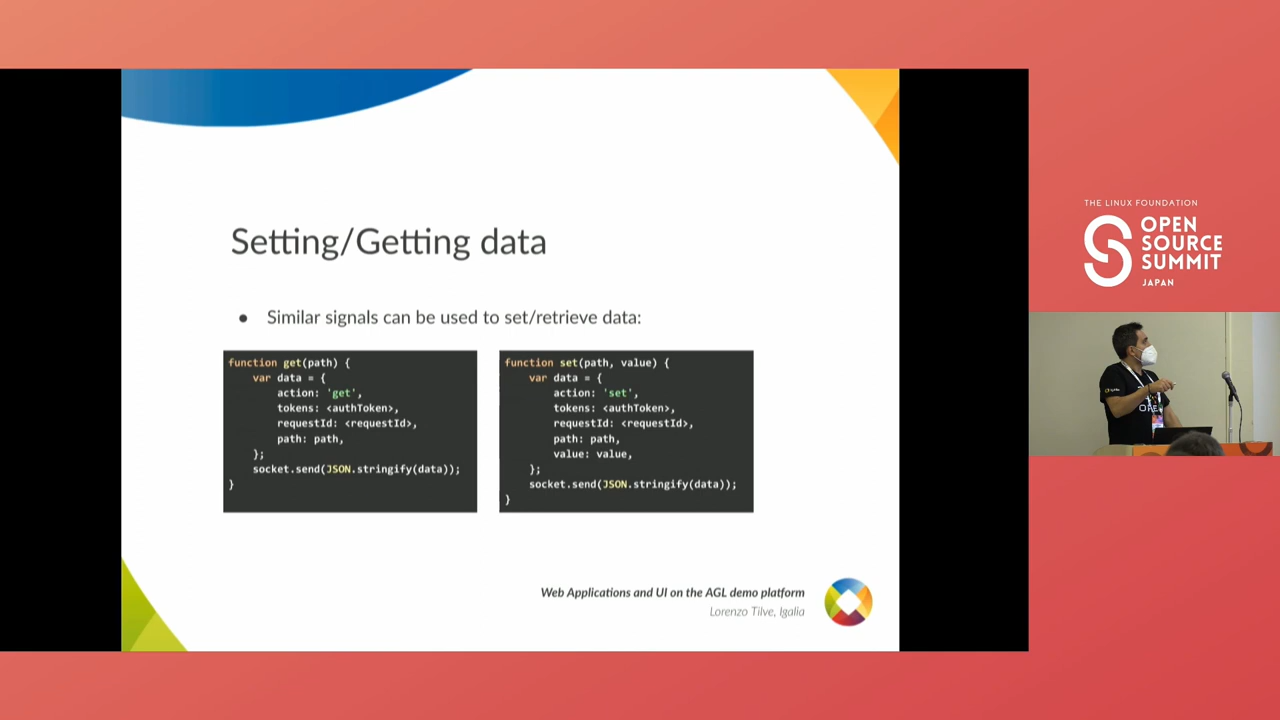 Setting/Getting data
● Similar signals can be used to set/retrieve data:
function get(path) {
    var data = {
        action: 'get',
        tokens: <authToken>,
        requestId: <requestId>,
        path: path,
    };
    socket.send(JSON.stringify(data));
}
function set(path, value) {
    var data = {
        action: 'set',
        tokens: <authToken>,
        requestId: <requestId>,
        path: path,
        value: value,
    };
    socket.send(JSON.stringify(data));
}
Web Applications and UI on the AGL demo platform
Lorenzo Tilve, Igalia
THE LINUX FOUNDATION
OPEN
SOURCE
SUMMIT
JAPAN